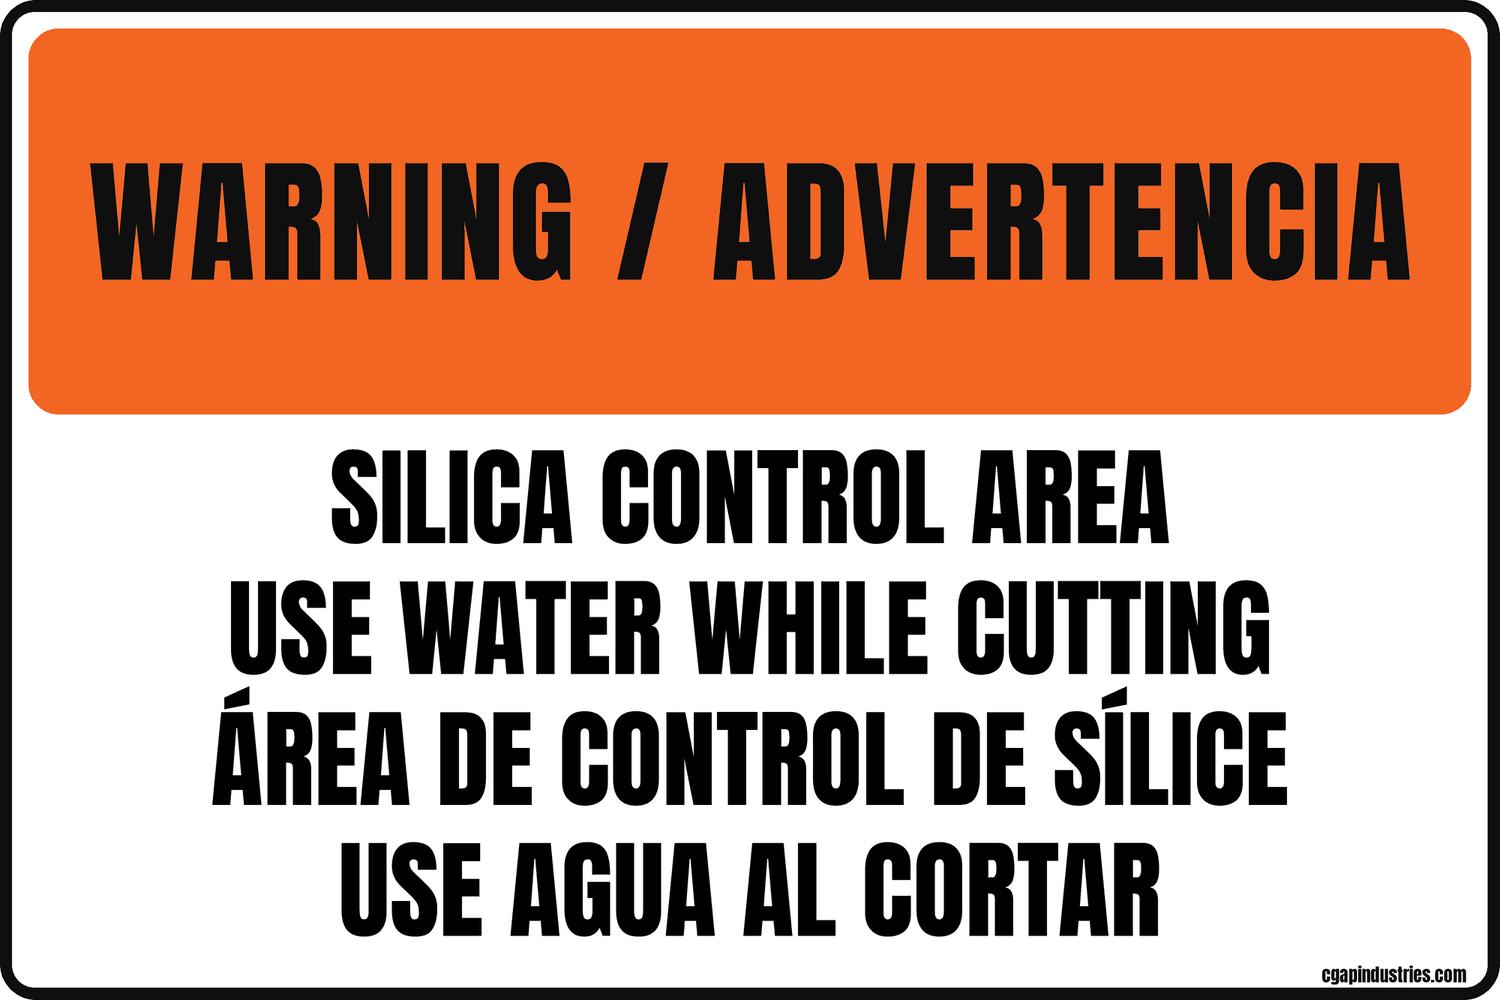 WARNING / ADVERTENCIA
SILICA CONTROL AREA
USE WATER WHILE CUTTING
ÁREA DE CONTROL DE SÍLICE
USE AGUA AL CORTAR
cgapindustries.com